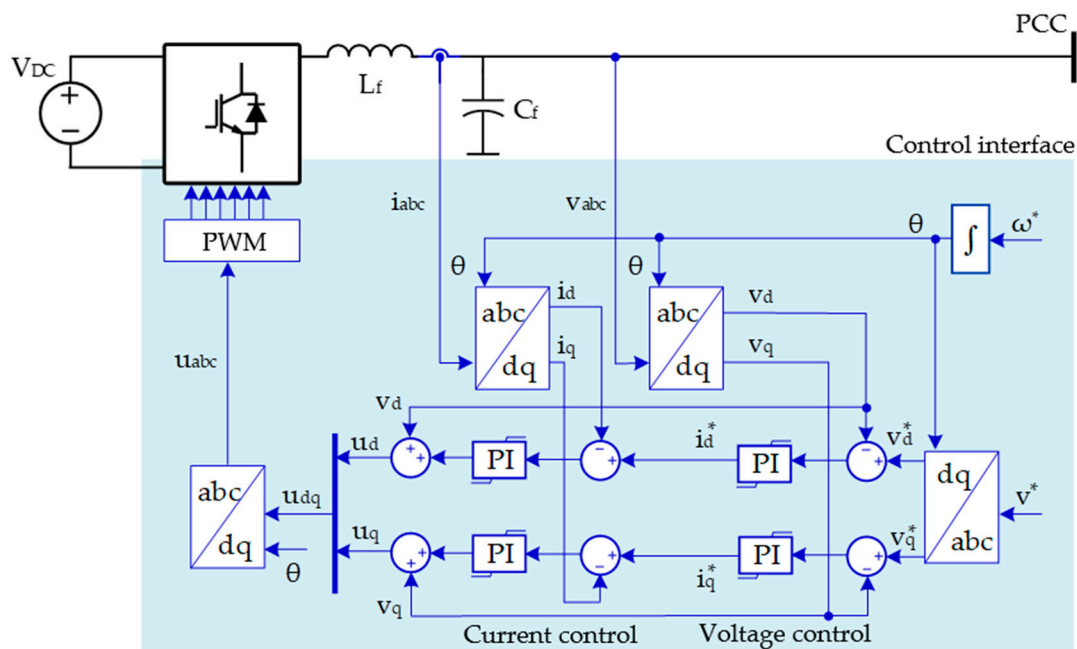 PCC
VDC
+
−
Lf
Cf
Control interface
iabc
vabc
PWM
θ
∫
ω*
θ
θ
abc
dq
id
iq
abc
dq
vd
vq
uabc
vd
ud
+
+
PI
−
+
id*
PI
−
+
vd*
dq
abc
v*
abc
dq
udq
θ
uq
+
+
PI
−
+
iq*
PI
+
−
vq*
vq
Current control
Voltage control